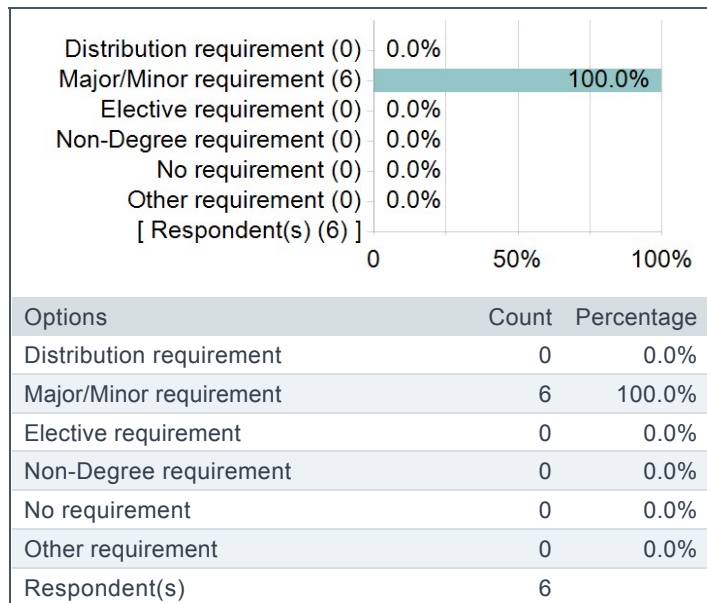 Distribution requirement (0) 0.0%
Major/Minor requirement (6) 100.0%
Elective requirement (0) 0.0%
Non-Degree requirement (0) 0.0%
No requirement (0) 0.0%
Other requirement (0) 0.0%
[ Respondent(s) (6) ]
0 50% 100%
Options Count Percentage
Distribution requirement 0 0.0%
Major/Minor requirement 6 100.0%
Elective requirement 0 0.0%
Non-Degree requirement 0 0.0%
No requirement 0 0.0%
Other requirement 0 0.0%
Respondent(s) 6